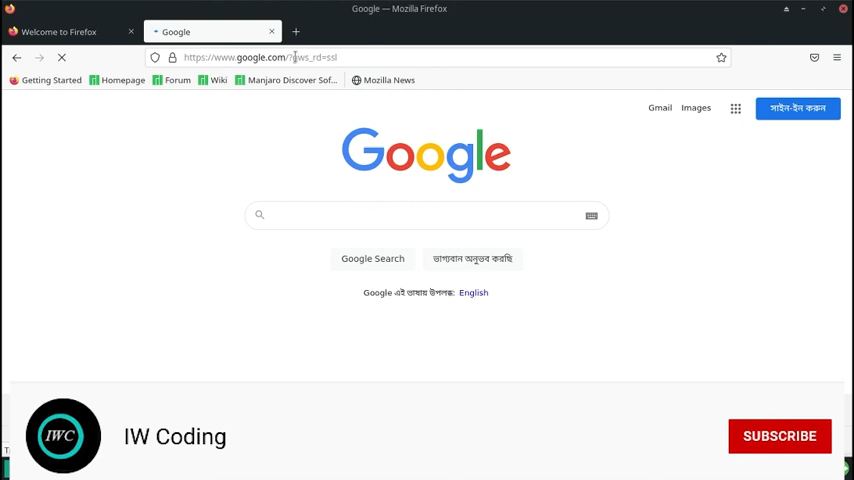 Google — Mozilla Firefox
Welcome to Firefox
Google
https://www.google.com/?gws_rd=ssl
Getting Started Homepage Forum Wiki Manjaro Discover Sof... Mozilla News
Gmail Images সাইন-ইন করুন
Google
Google Search ভাগ্যবান অনুভব করছি
Google এই ভাষায় উপলব্ধ: English
IWC IW Coding SUBSCRIBE